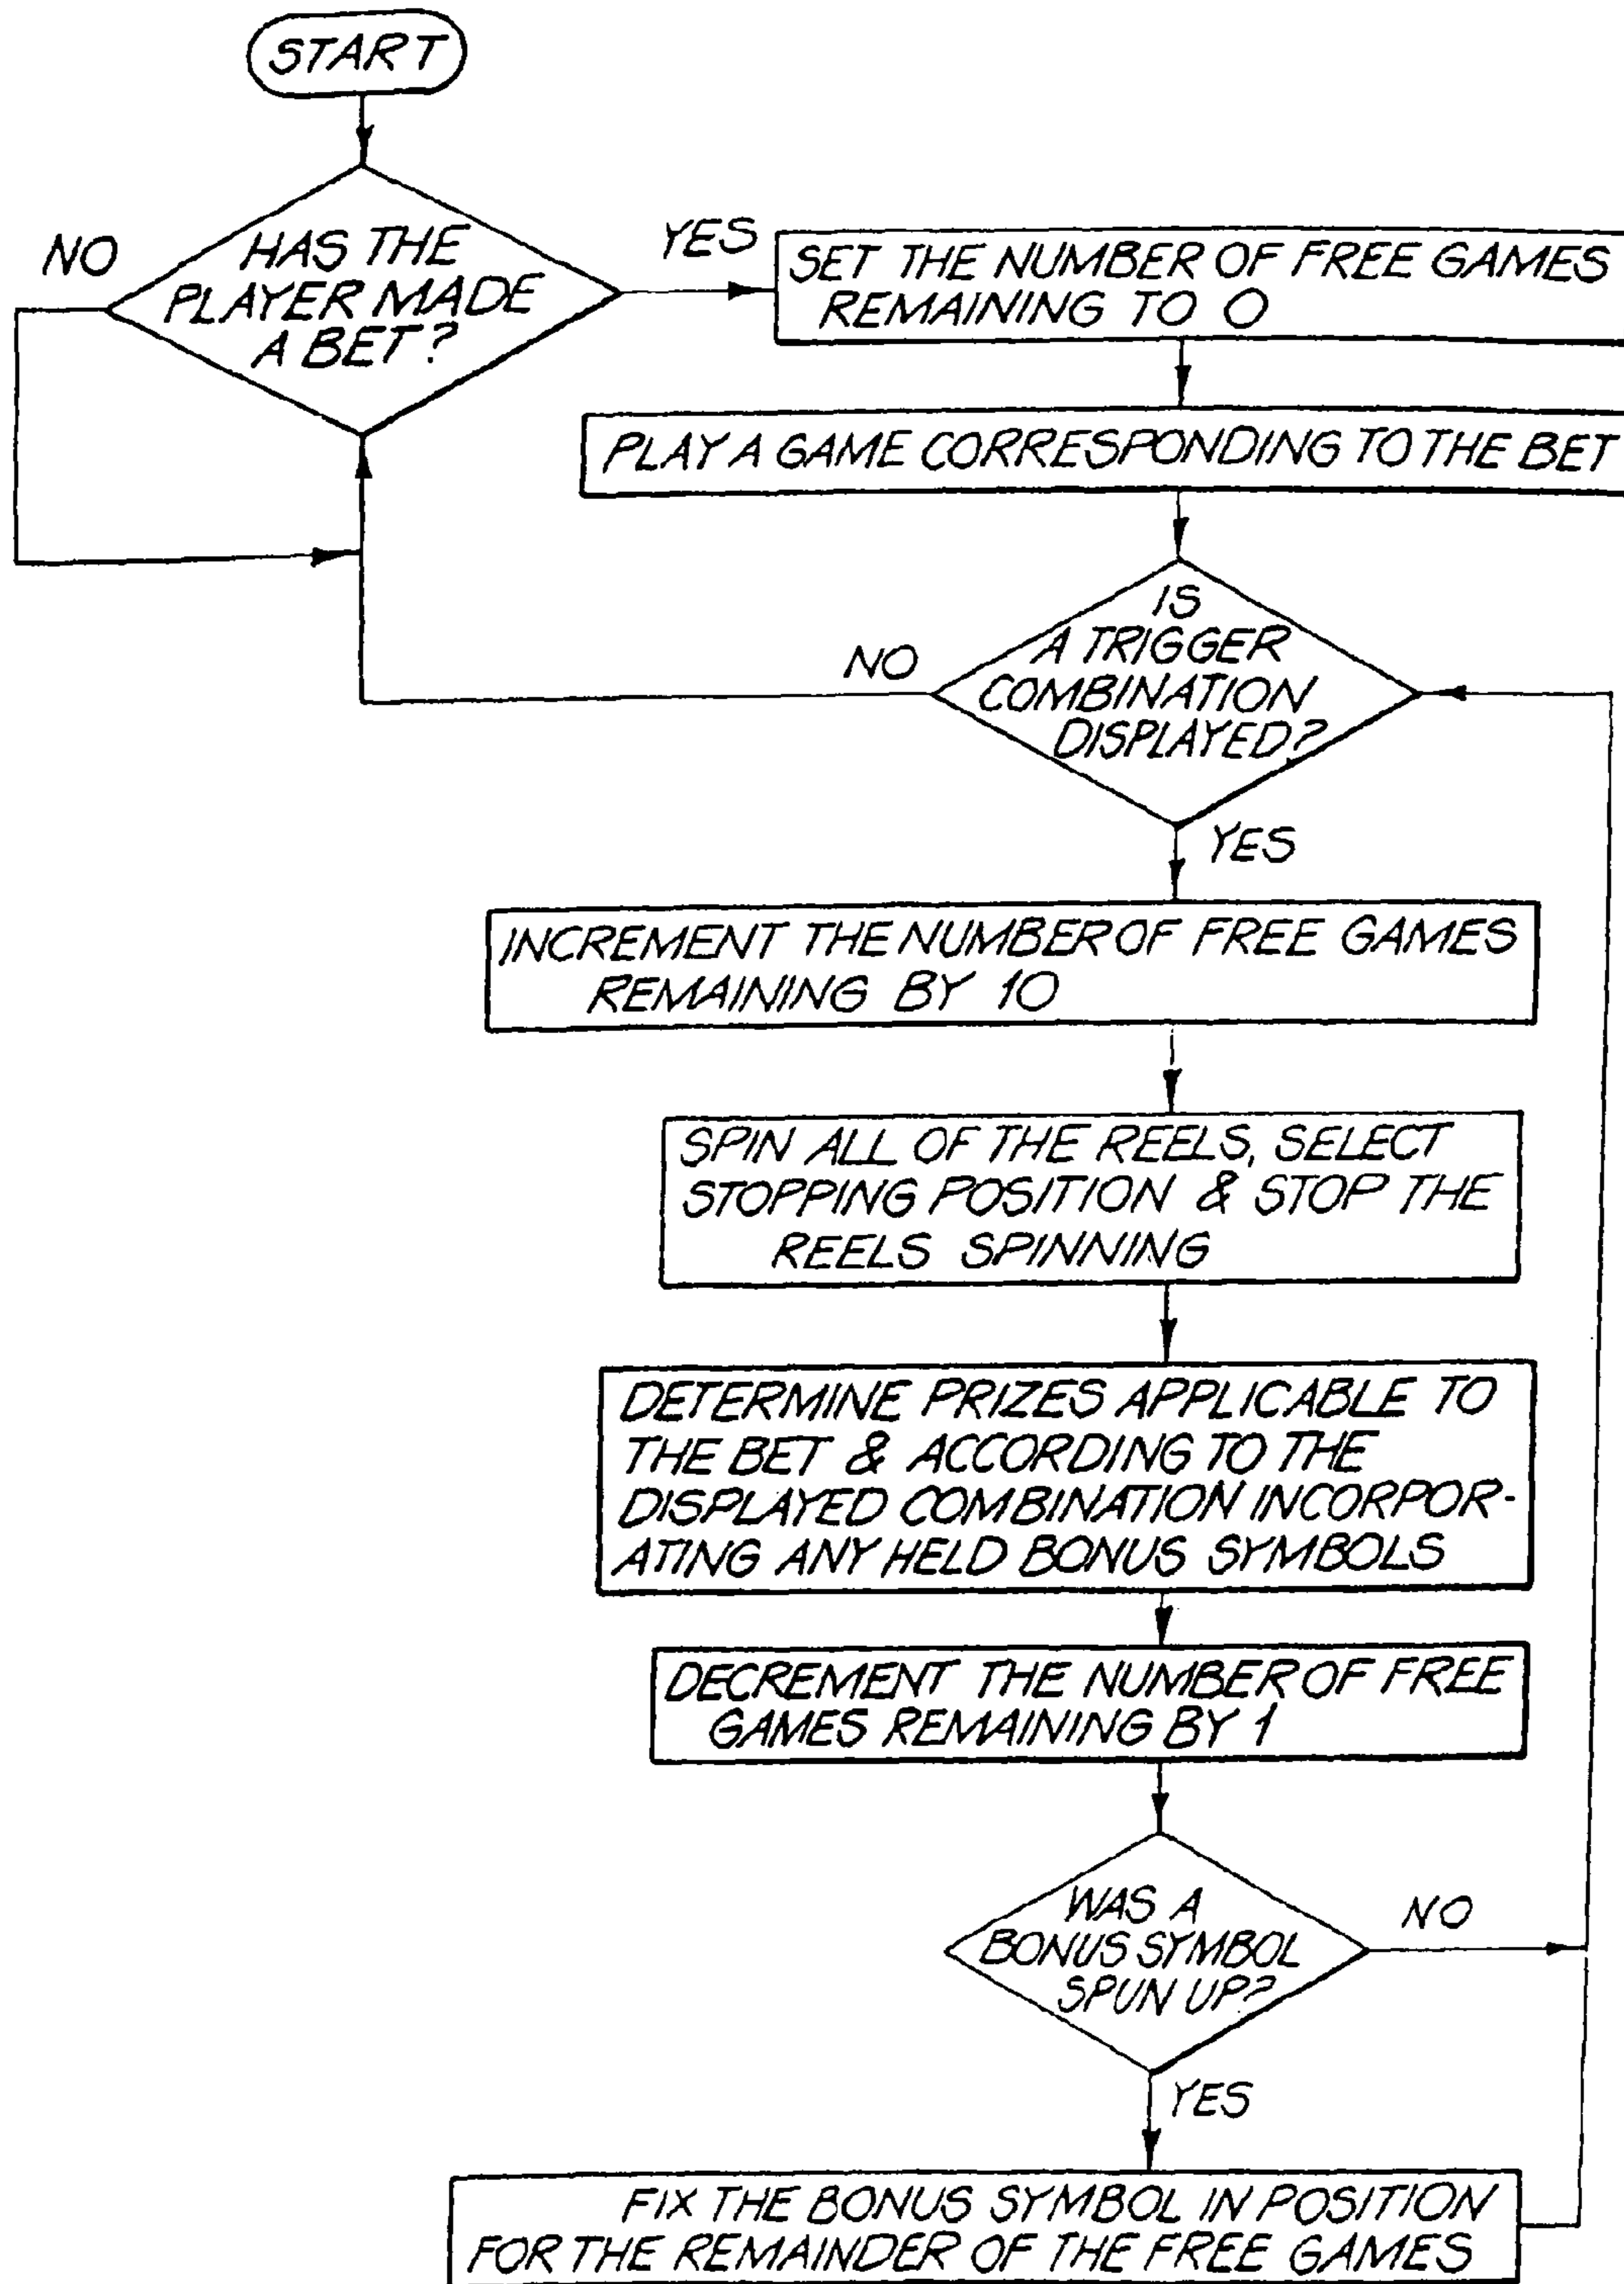 START
NO
HAS THE
PLAYER MADE
A BET?
YES
SET THE NUMBER OF FREE GAMES
REMAINING TO 0
PLAY A GAME CORRESPONDING TO THE BET
IS
A TRIGGER
COMBINATION
DISPLAYED?
NO
YES
INCREMENT THE NUMBER OF FREE GAMES
REMAINING BY 10
SPIN ALL OF THE REELS, SELECT
STOPPING POSITION & STOP THE
REELS SPINNING
DETERMINE PRIZES APPLICABLE TO
THE BET & ACCORDING TO THE
DISPLAYED COMBINATION INCORPOR-
ATING ANY HELD BONUS SYMBOLS
DECREMENT THE NUMBER OF FREE
GAMES REMAINING BY 1
WAS A
BONUS SYMBOL
SPUN UP?
NO
YES
FIX THE BONUS SYMBOL IN POSITION
FOR THE REMAINDER OF THE FREE GAMES